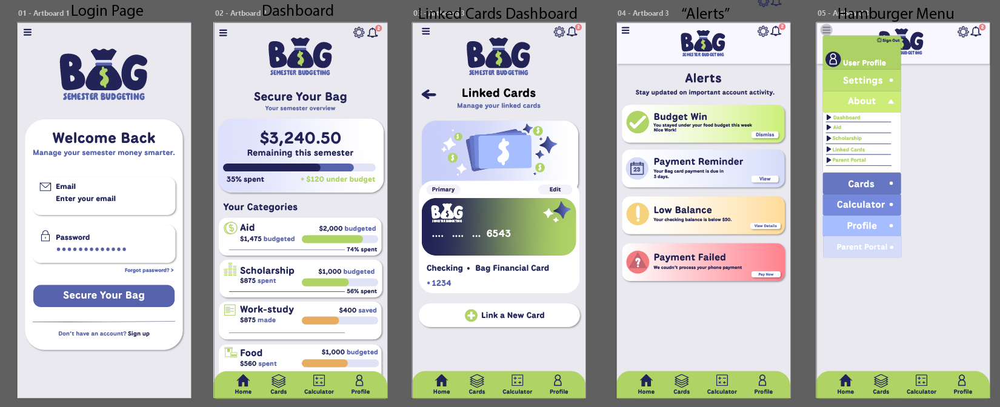 01 - Artboard 1
Login Page
BAG
SEMESTER BUDGETING
Welcome Back
Manage your semester money smarter.
Email
Enter your email
Password
Forgot password? >
Secure Your Bag
Don't have an account? Sign up
02 - Artboard
Dashboard
2
BAG
SEMESTER BUDGETING
Secure Your Bag
Your semester overview
$3,240.50
Remaining this semester
35% spent
+ $120 under budget
Your Categories
Aid
$2,000 budgeted
$1,475 budgeted
74% spent
Scholarship
$1,000 budgeted
$875 spent
56% spent
Work-study
$400 saved
$875 made
Food
$1,000 budgeted
$560 spent
Home
Cards
Calculator
Profile
03 - Artboard 3
Linked Cards Dashboard
2
BAG
SEMESTER BUDGETING
Linked Cards
Manage your linked cards
Primary
Edit
BAG
SEMESTER BUDGETING
.... .... ... 6543
Checking • Bag Financial Card
•1234
Link a New Card
Home
Cards
Calculator
Profile
04 - Artboard 3
“Alerts”
2
BAG
SEMESTER BUDGETING
Alerts
Stay updated on important account activity.
Budget Win
You stayed under your food budget this week
Nice Work!
Dismiss
23
Payment Reminder
Your Bag card payment is due in
3 days.
View
Low Balance
Your checking balance is below $50.
View Details
Payment Failed
We coudn't process your phone payment
Pay Now
Home
Cards
Calculator
Profile
05 - Artboard
Hamburger Menu
2
Sign Out
User Profile
Settings
About
Dashboard
Aid
Scholarship
Linked Cards
Parent Portal
Cards
Calculator
Profile
Parent Portal
Home
Cards
Calculator
Profile